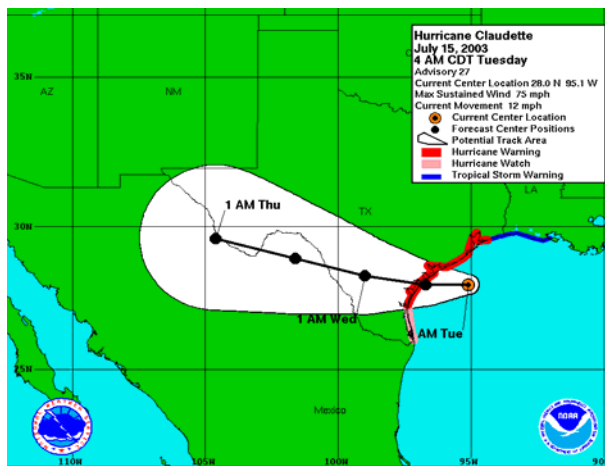 Hurricane Claudette
July 15, 2003
4 AM CDT Tuesday
Advisory 27
Current Center Location 28.0 N 95.1 W
Max Sustained Wind 75 mph
Current Movement 12 mph
Current Center Location
Forecast Center Positions
Potential Track Area
Hurricane Warning
Hurricane Watch
Tropical Storm Warning
35N
AZ
NM
LA
1 AM Thu
TX
30N
1 AM Wed
4 AM Tue
25N
Mexico
NOAA
110W
105W
100W
95W
90